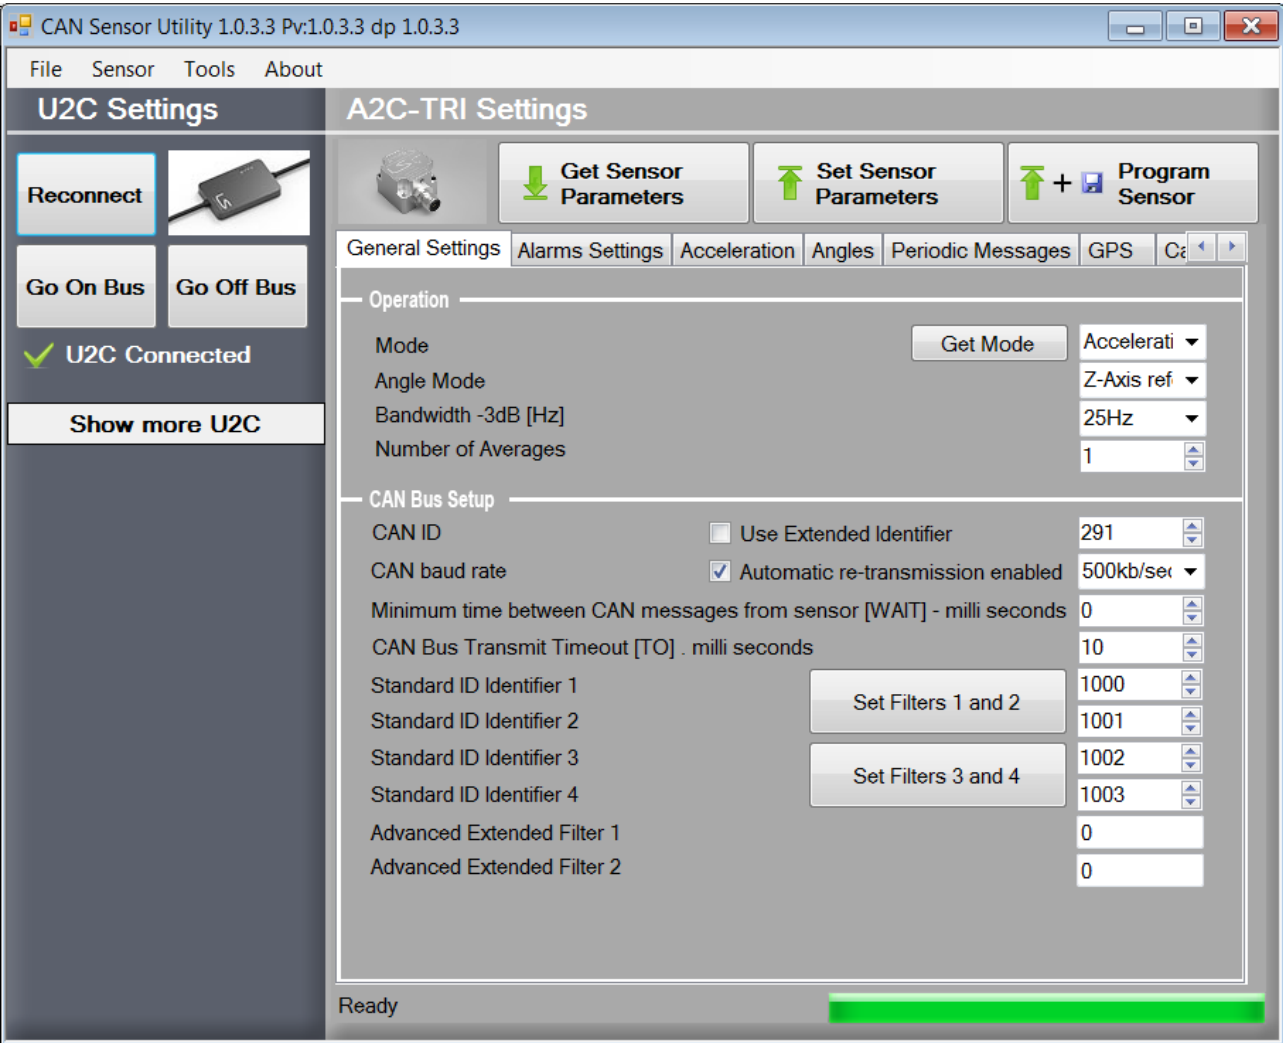 CAN Sensor Utility 1.0.3.3 Pv:1.0.3.3 dp 1.0.3.3
File Sensor Tools About
U2C Settings
A2C-TRI Settings
Reconnect
Get Sensor
Parameters
Set Sensor
Parameters
+ Program
Sensor
General Settings Alarms Settings Acceleration Angles Periodic Messages GPS Ca
Go On Bus Go Off Bus
U2C Connected
Show more U2C
Operation
Mode Get Mode Accelerati
Angle Mode Z-Axis ref
Bandwidth -3dB [Hz] 25Hz
Number of Averages 1
CAN Bus Setup
CAN ID Use Extended Identifier 291
CAN baud rate Automatic re-transmission enabled 500kb/sec
Minimum time between CAN messages from sensor [WAIT] - milli seconds 0
CAN Bus Transmit Timeout [TO] . milli seconds 10
Standard ID Identifier 1 1000
Set Filters 1 and 2
Standard ID Identifier 2 1001
Standard ID Identifier 3 1002
Set Filters 3 and 4
Standard ID Identifier 4 1003
Advanced Extended Filter 1 0
Advanced Extended Filter 2 0
Ready